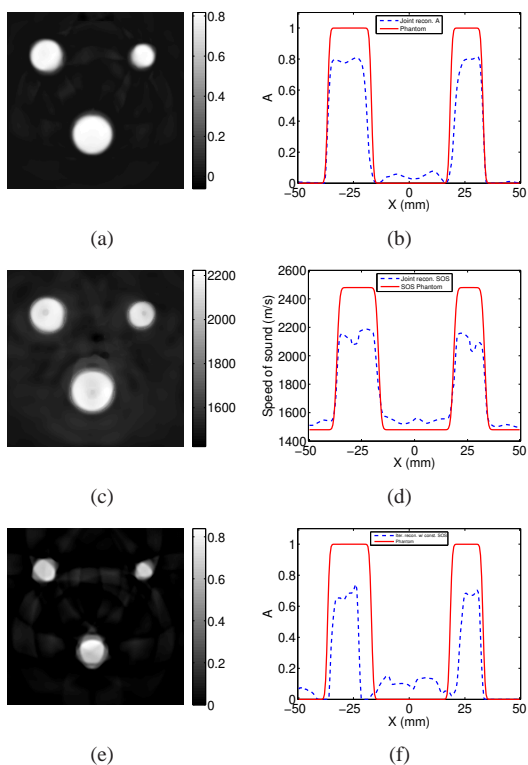 0.8
0.6
0.4
0.2
0
(a)
1
0.8
0.6
0.4
0.2
0
A
−50 −25 0 25 50
X (mm)
Joint recon. A
Phantom
(b)
2200
2000
1800
1600
(c)
2600
2400
2200
2000
1800
1600
1400
Speed of sound (m/s)
−50 −25 0 25 50
X (mm)
Joint recon. SOS
SOS Phantom
(d)
0.8
0.6
0.4
0.2
0
(e)
1
0.8
0.6
0.4
0.2
0
A
−50 −25 0 25 50
X (mm)
Iter. recon. w/ const. SOS
Phantom
(f)